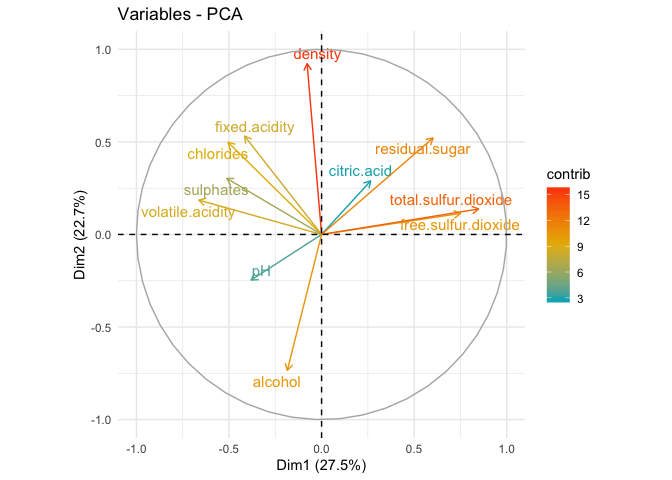 Variables - PCA
1.0
density
fixed.acidity
0.5
chlorides
residual.sugar
citric.acid
contrib
sulphates
total.sulfur.dioxide
15
volatile.acidity
free.sulfur.dioxide
12
0.0
9
pH
6
3
-0.5
alcohol
-1.0
-1.0
-0.5
0.0
0.5
1.0
Dim1 (27.5%)
Dim2 (22.7%)